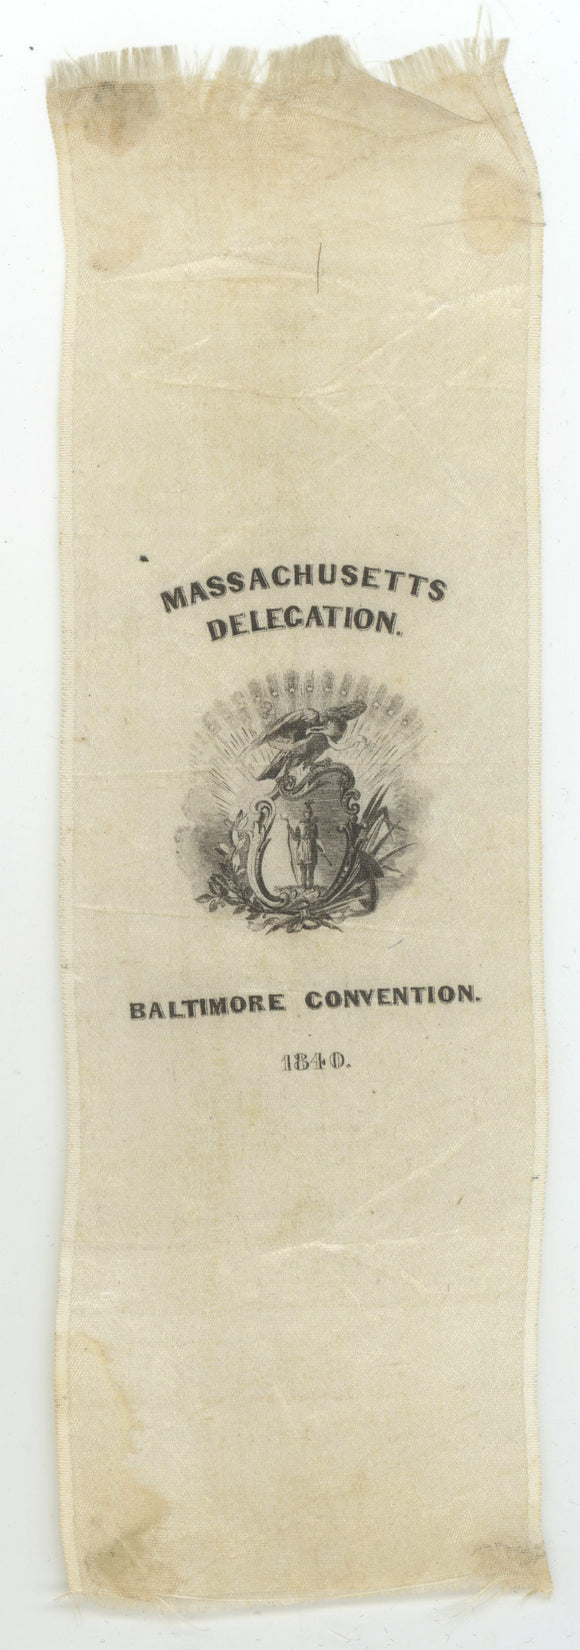 MASSACHUSETTS
DELEGATION.
BALTIMORE CONVENTION.
1840.